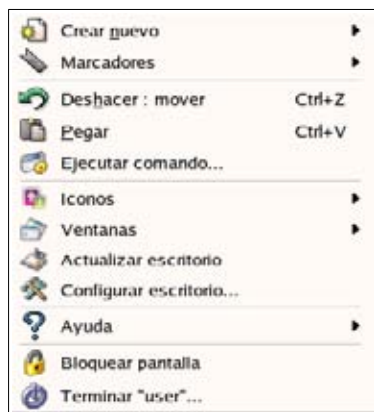 Crear nuevo
Marcadores
Deshacer : mover Ctrl+Z
Pegar Ctrl+V
Ejecutar comando...
Iconos
Ventanas
Actualizar escritorio
Configurar escritorio...
Ayuda
Bloquear pantalla
Terminar "user"...